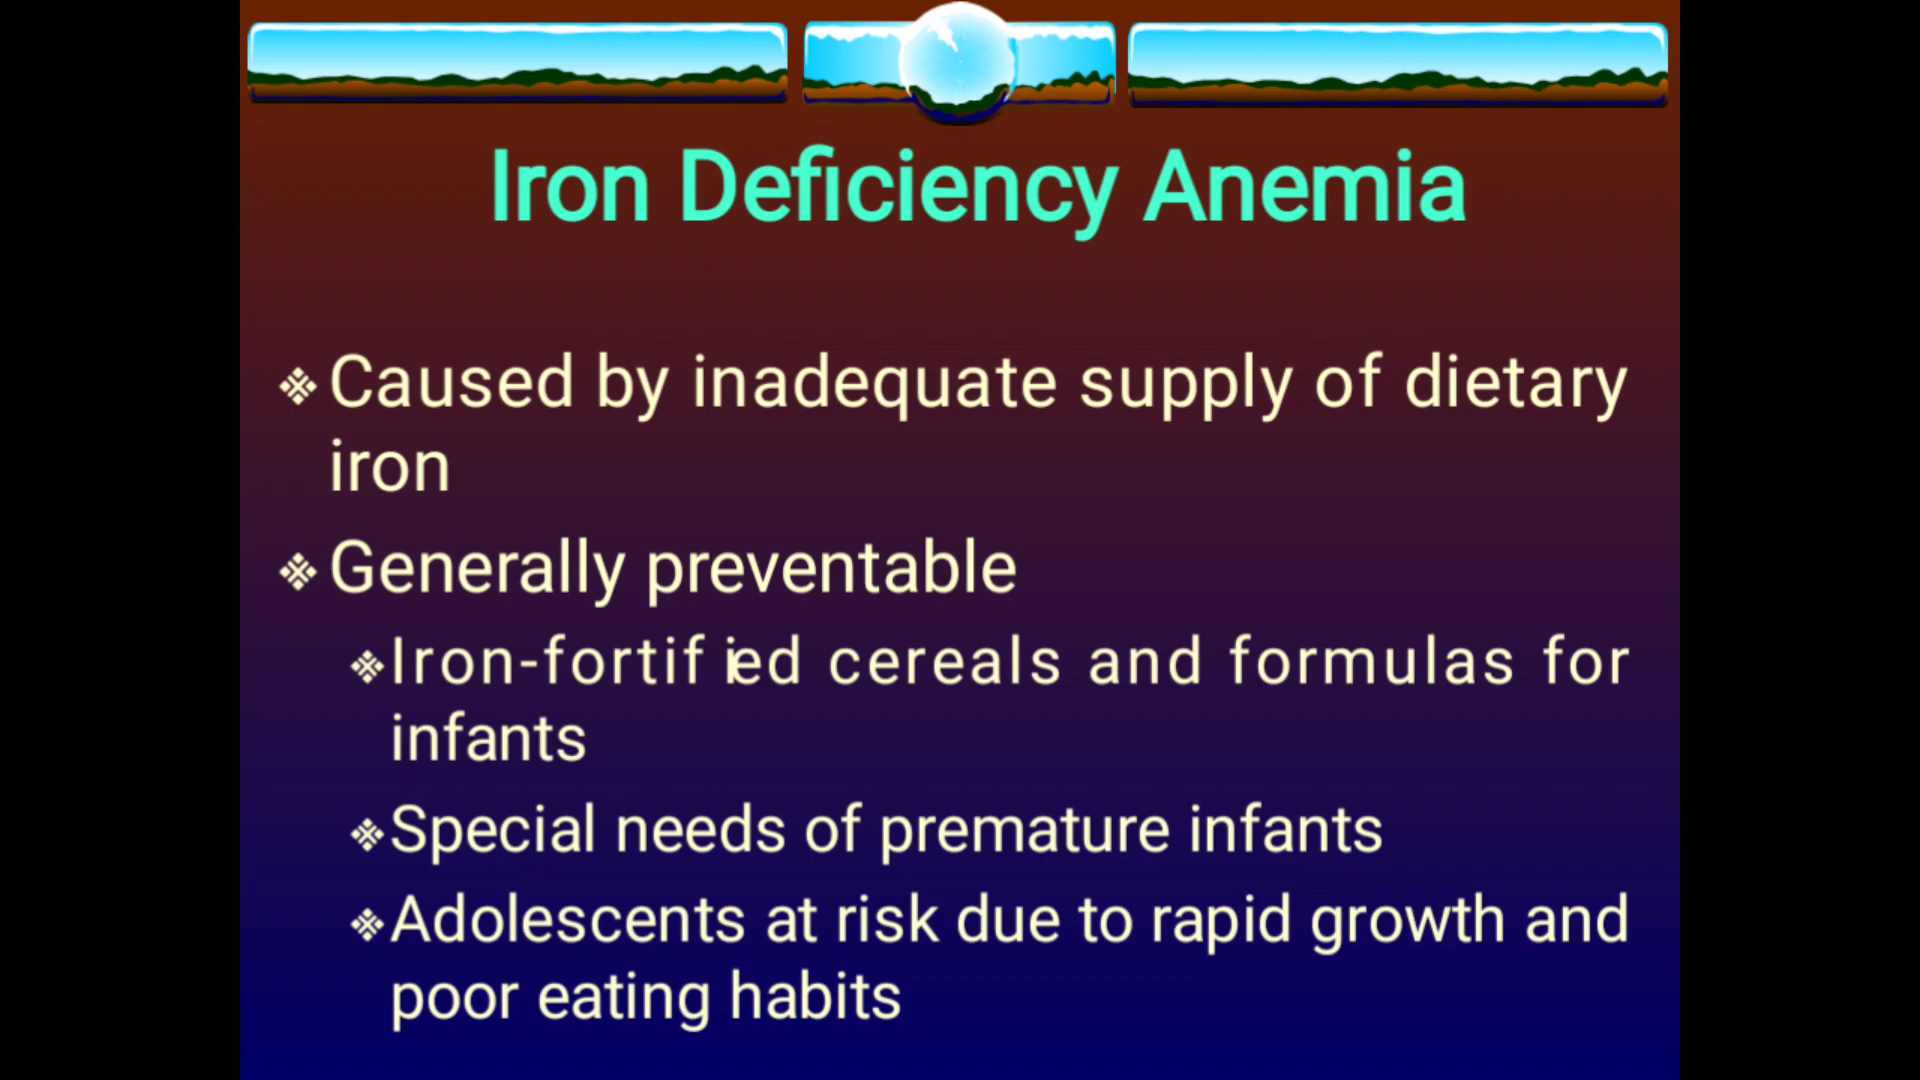 Iron Deficiency Anemia
❖ Caused by inadequate supply of dietary
iron
❖ Generally preventable
❖ Iron-fortified cereals and formulas for
infants
❖ Special needs of premature infants
❖ Adolescents at risk due to rapid growth and
poor eating habits